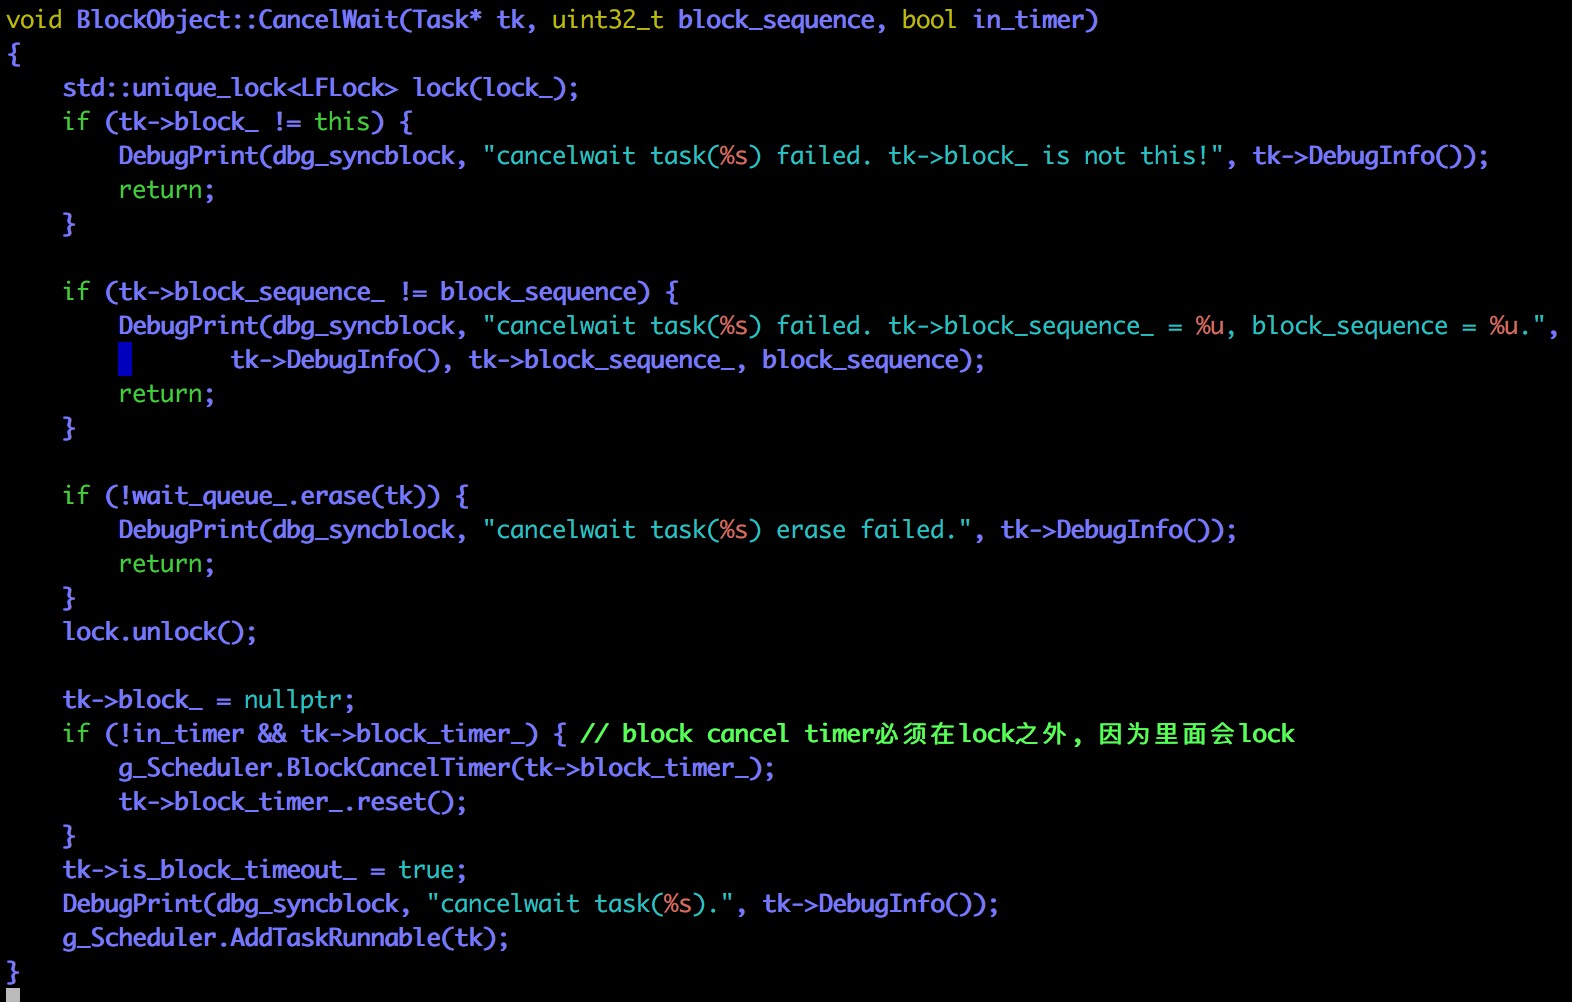 void BlockObject::CancelWait(Task* tk, uint32_t block_sequence, bool in_timer)
{
    std::unique_lock<LFLock> lock(lock_);
    if (tk->block_ != this) {
        DebugPrint(dbg_syncblock, "cancelwait task(%s) failed. tk->block_ is not this!", tk->DebugInfo());
        return;
    }

    if (tk->block_sequence_ != block_sequence) {
        DebugPrint(dbg_syncblock, "cancelwait task(%s) failed. tk->block_sequence_ = %u, block_sequence = %u.",
                tk->DebugInfo(), tk->block_sequence_, block_sequence);
        return;
    }

    if (!wait_queue_.erase(tk)) {
        DebugPrint(dbg_syncblock, "cancelwait task(%s) erase failed.", tk->DebugInfo());
        return;
    }
    lock.unlock();

    tk->block_ = nullptr;
    if (!in_timer && tk->block_timer_) { // block cancel timer必须在lock之外, 因为里面会lock
        g_Scheduler.BlockCancelTimer(tk->block_timer_);
        tk->block_timer_.reset();
    }
    tk->is_block_timeout_ = true;
    DebugPrint(dbg_syncblock, "cancelwait task(%s).", tk->DebugInfo());
    g_Scheduler.AddTaskRunnable(tk);
}